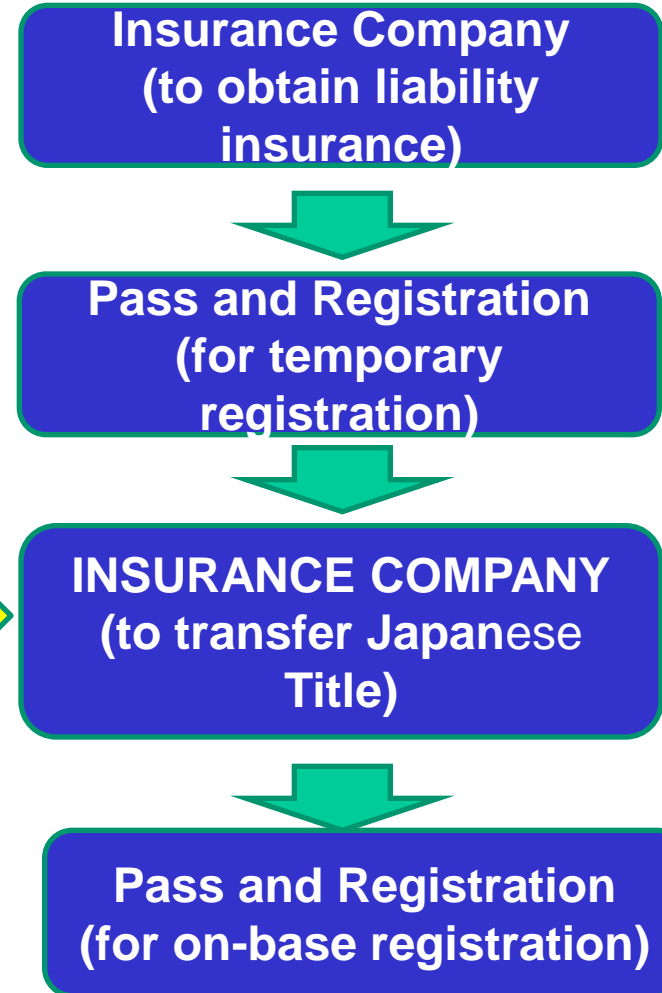 Insurance Company
(to obtain liability
insurance)
Pass and Registration
(for temporary
registration)
INSURANCE COMPANY
(to transfer Japanese
Title)
Pass and Registration
(for on-base registration)